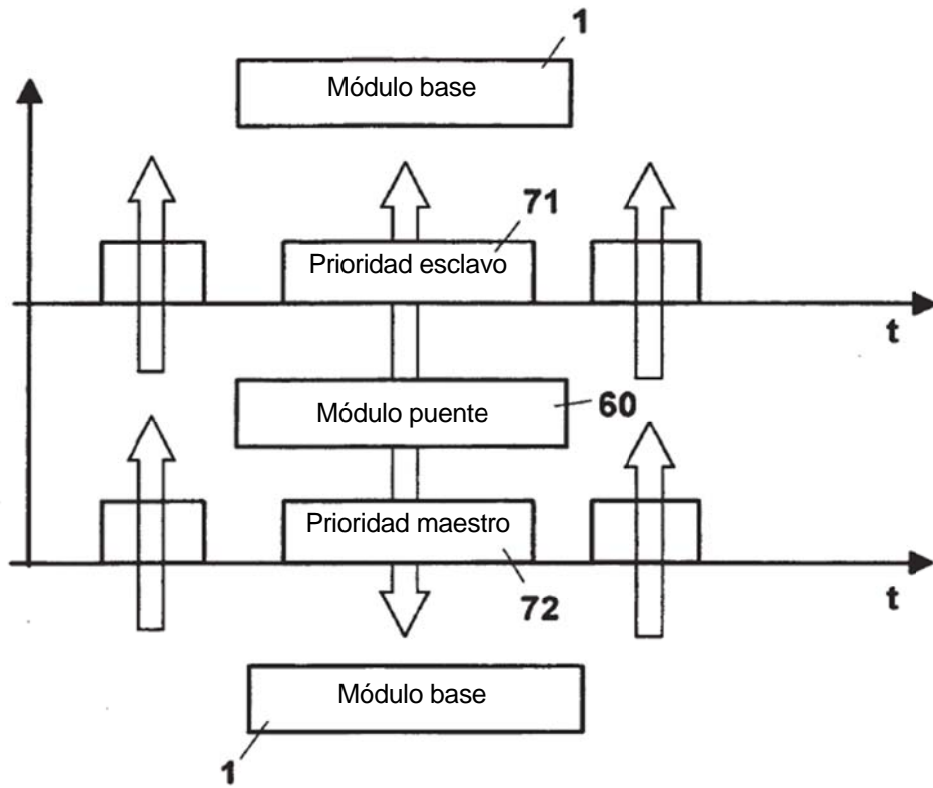 1
Módulo base
71
Prioridad esclavo
t
Módulo puente
60
Prioridad maestro
72
t
Módulo base
1